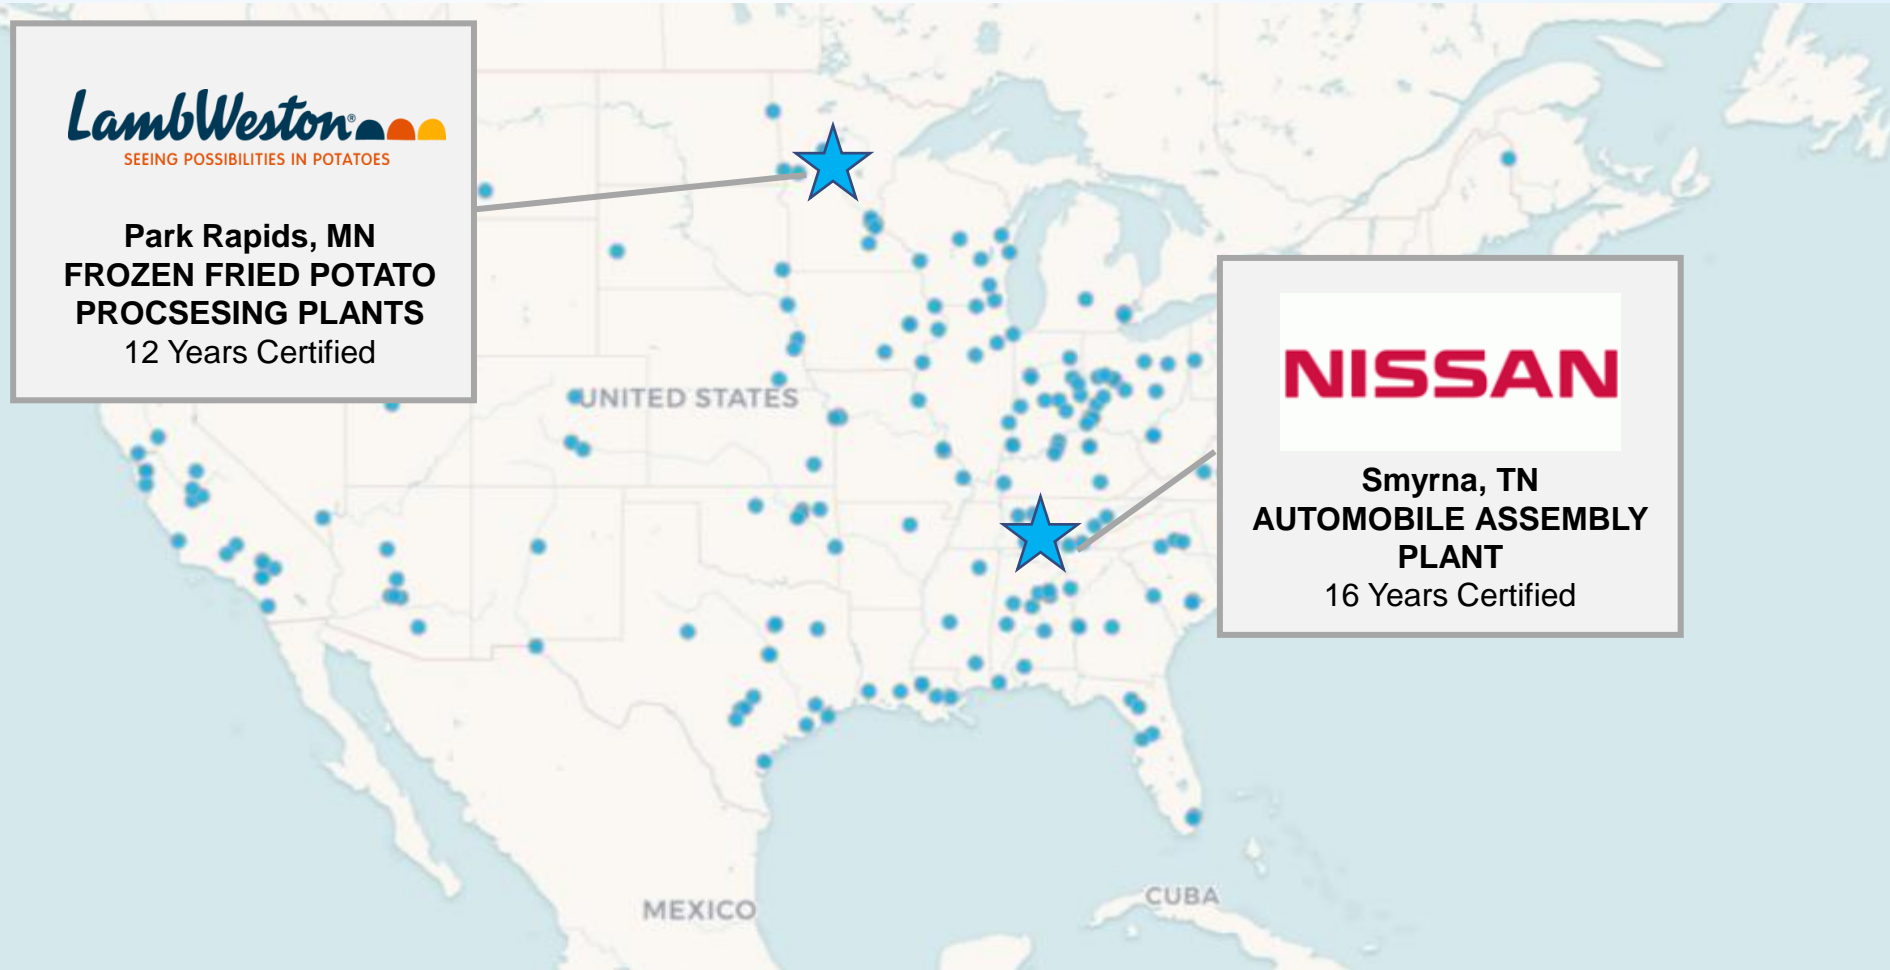 LambWeston®
SEEING POSSIBILITIES IN POTATOES
Park Rapids, MN
FROZEN FRIED POTATO
PROCSESING PLANTS
12 Years Certified
NISSAN
Smyrna, TN
AUTOMOBILE ASSEMBLY
PLANT
16 Years Certified
UNITED STATES
MEXICO
CUBA